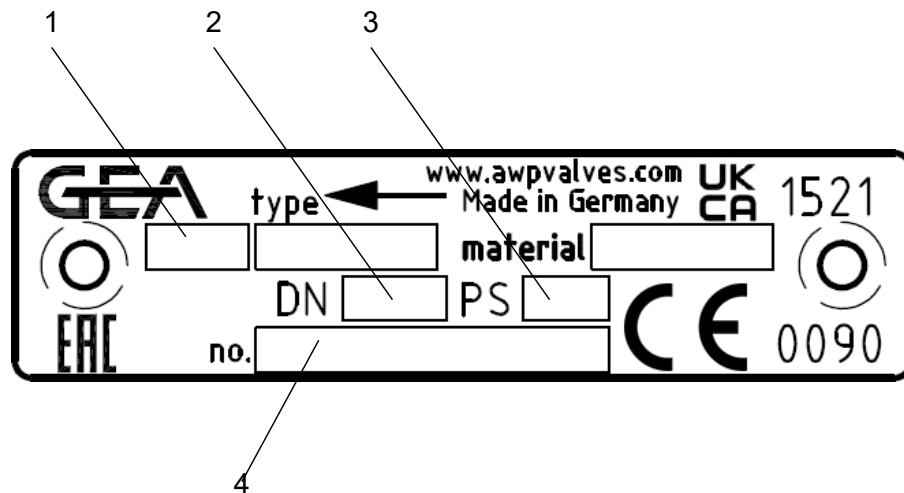 1 2 3
GEA
type
www.awpvalves.com
Made in Germany
UK
CA
1521
material
DN
PS
EAC
no.
CE
0090
4